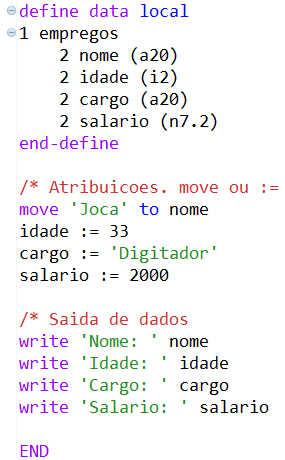 define data local
1 empregos
2 nome (a20)
2 idade (i2)
2 cargo (a20)
2 salario (n7.2)
end-define
/* Atribuicoes. move ou :=
move 'Joca' to nome
idade := 33
cargo := 'Digitador'
salario := 2000
/* Saida de dados
write 'Nome: ' nome
write 'Idade: ' idade
write 'Cargo: ' cargo
write 'Salario: ' salario
END